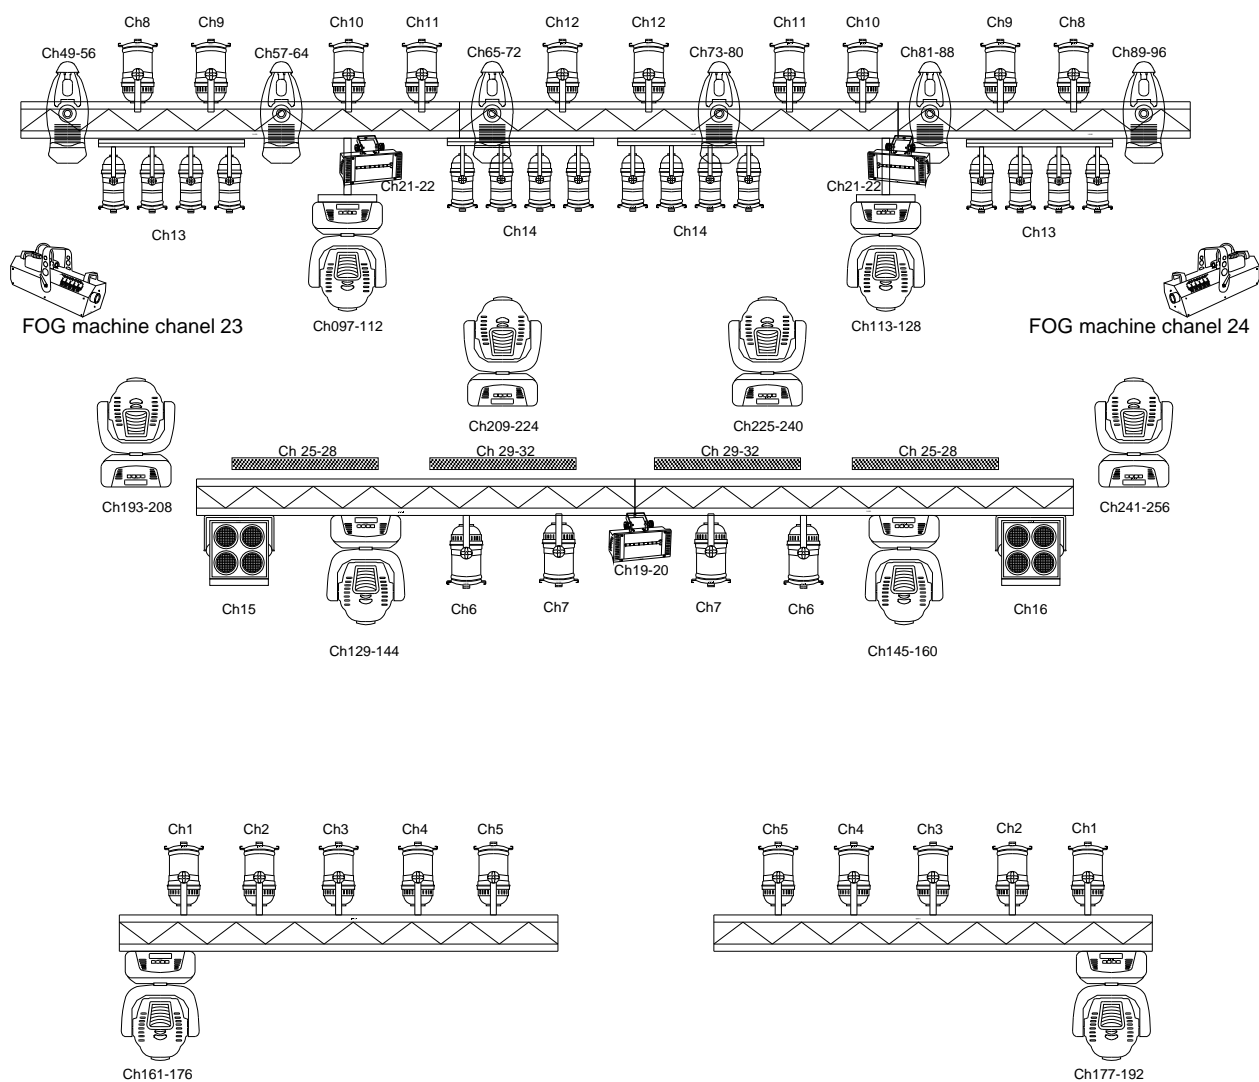 Ch8 Ch9 Ch10 Ch11 Ch12 Ch12 Ch11 Ch10 Ch9 Ch8
Ch49-56 Ch57-64 Ch65-72 Ch73-80 Ch81-88 Ch89-96
Ch21-22 Ch21-22
Ch13 Ch14 Ch14 Ch13
FOG machine chanel 23 Ch097-112 Ch113-128 FOG machine chanel 24
Ch209-224 Ch225-240
Ch 25-28 Ch 29-32 Ch 29-32 Ch 25-28
Ch193-208 Ch241-256
Ch19-20
Ch15 Ch6 Ch7 Ch7 Ch6 Ch16
Ch129-144 Ch145-160
Ch1 Ch2 Ch3 Ch4 Ch5 Ch5 Ch4 Ch3 Ch2 Ch1
Ch161-176 Ch177-192